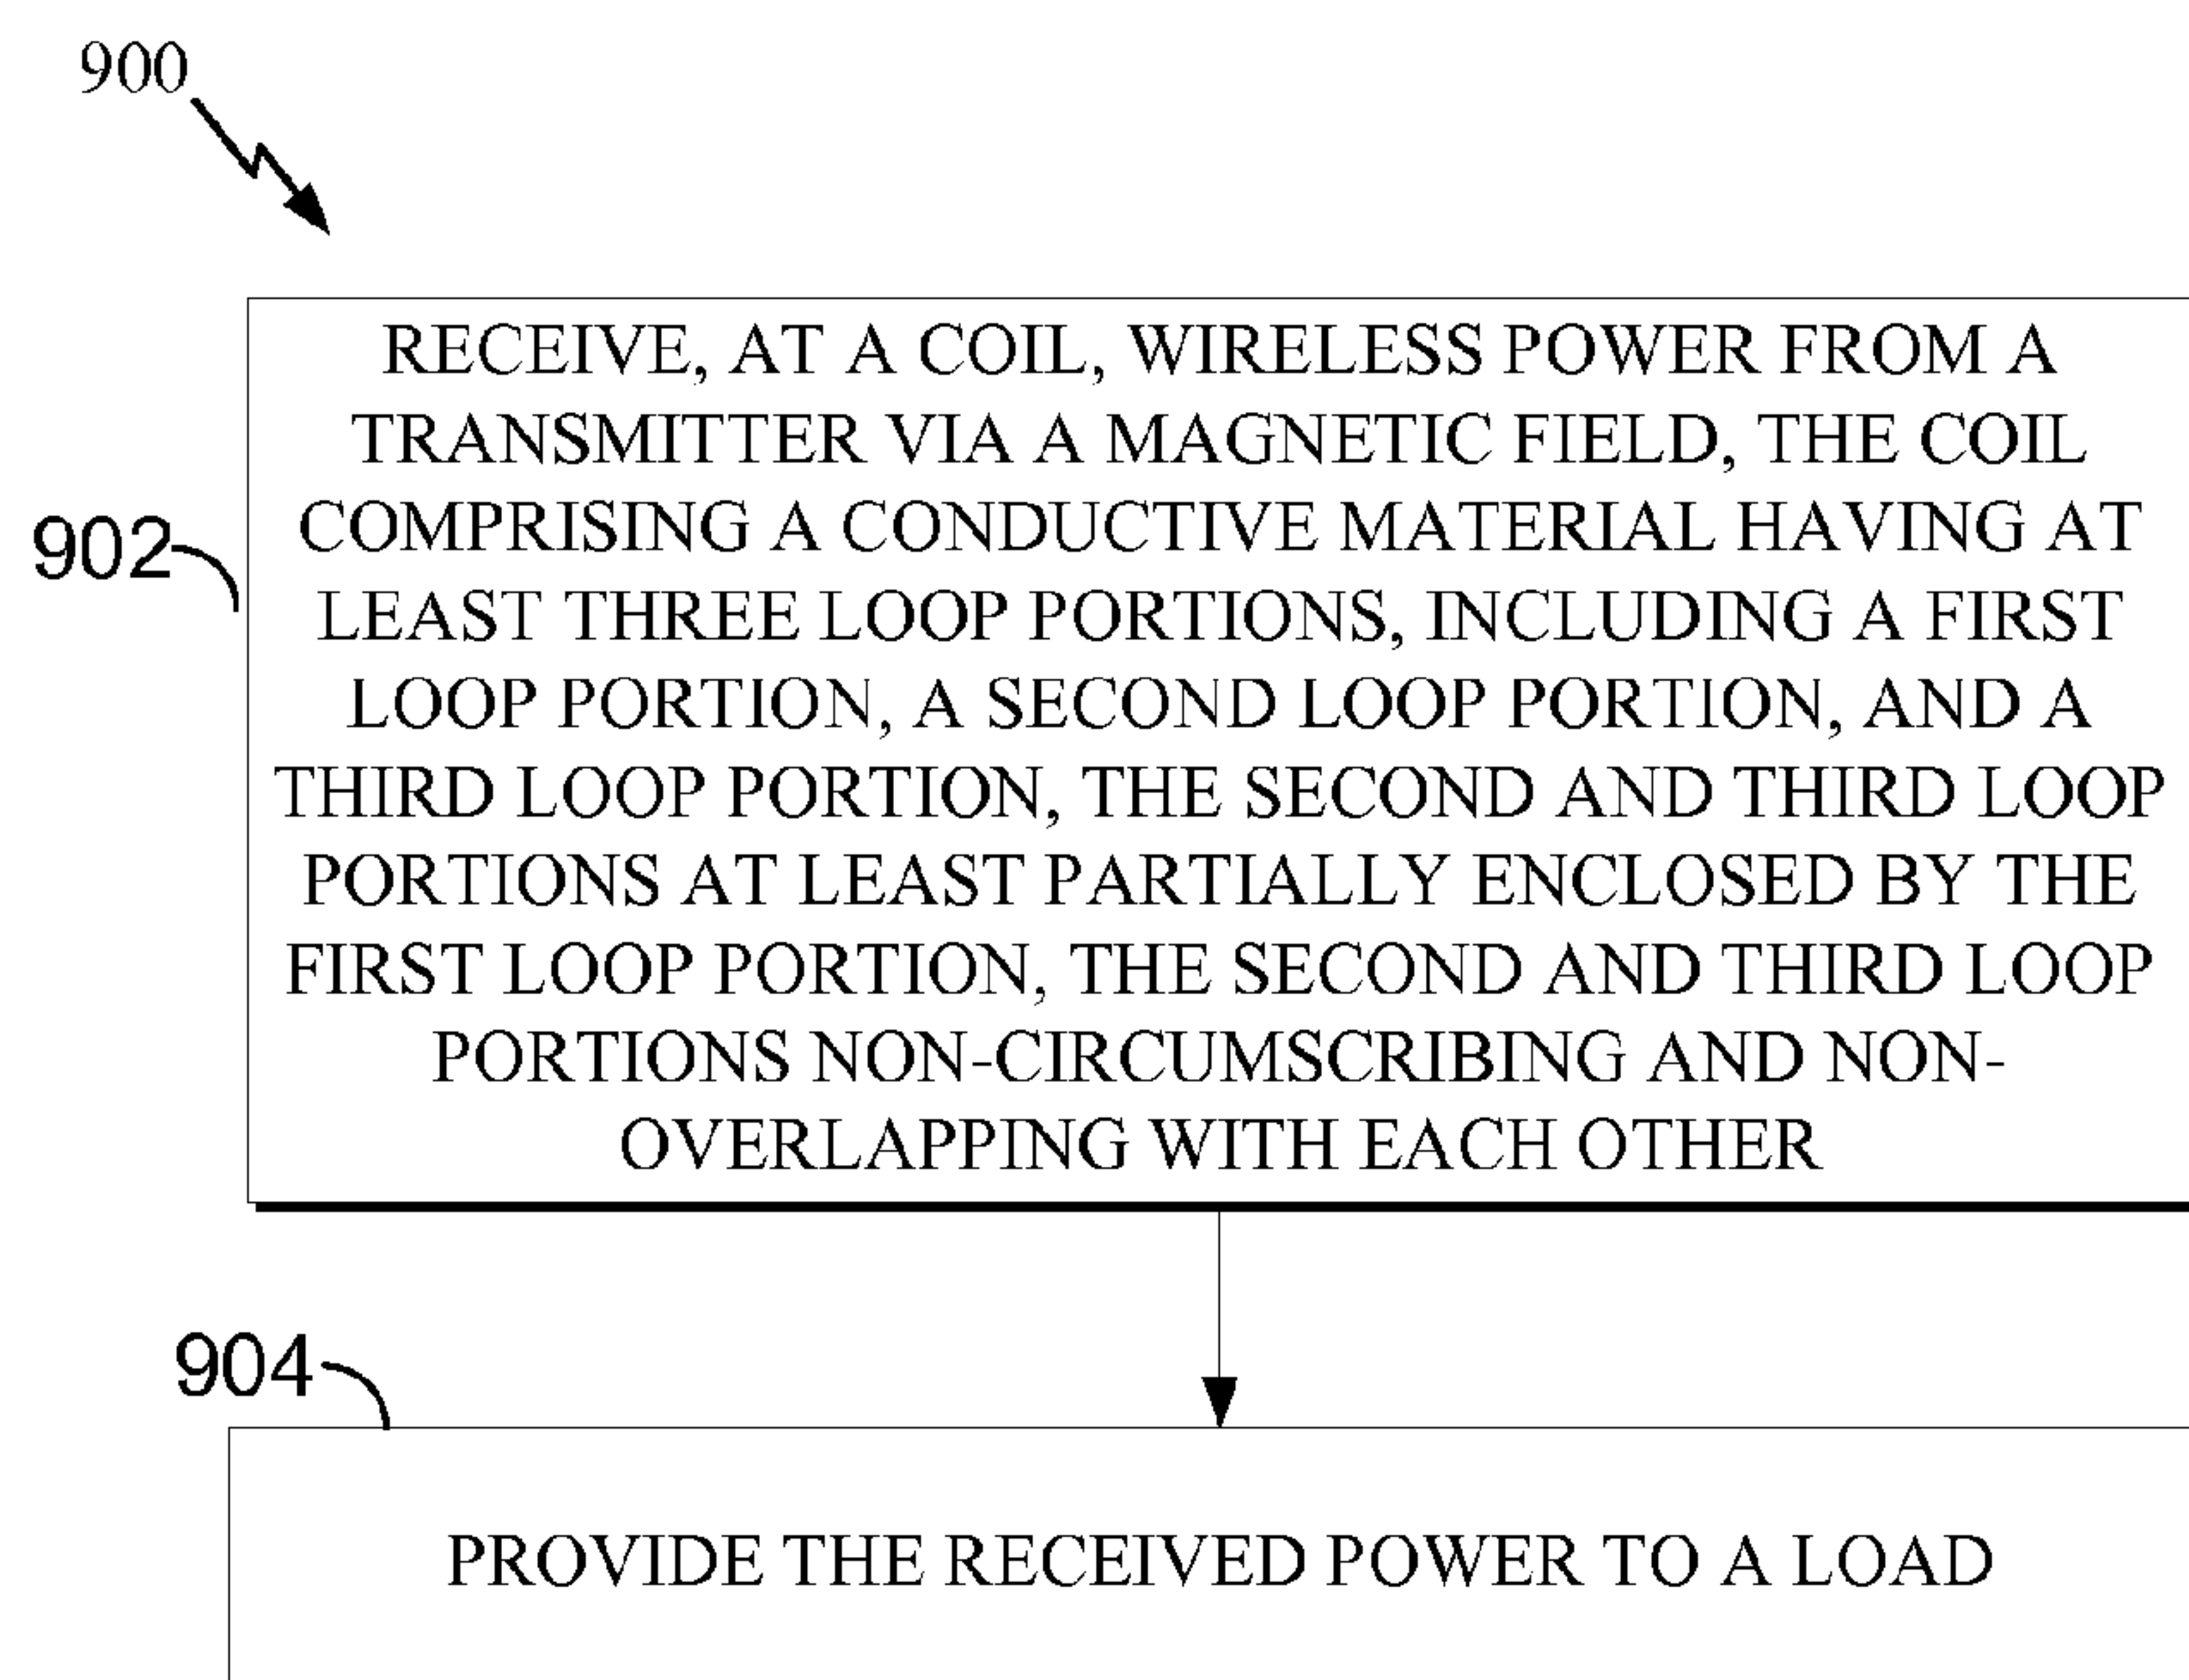 900
RECEIVE, AT A COIL, WIRELESS POWER FROM A
TRANSMITTER VIA A MAGNETIC FIELD, THE COIL
COMPRISING A CONDUCTIVE MATERIAL HAVING AT
LEAST THREE LOOP PORTIONS, INCLUDING A FIRST
LOOP PORTION, A SECOND LOOP PORTION, AND A
THIRD LOOP PORTION, THE SECOND AND THIRD LOOP
PORTIONS AT LEAST PARTIALLY ENCLOSED BY THE
FIRST LOOP PORTION, THE SECOND AND THIRD LOOP
PORTIONS NON-CIRCUMSCRIBING AND NON-
OVERLAPPING WITH EACH OTHER
902
904
PROVIDE THE RECEIVED POWER TO A LOAD